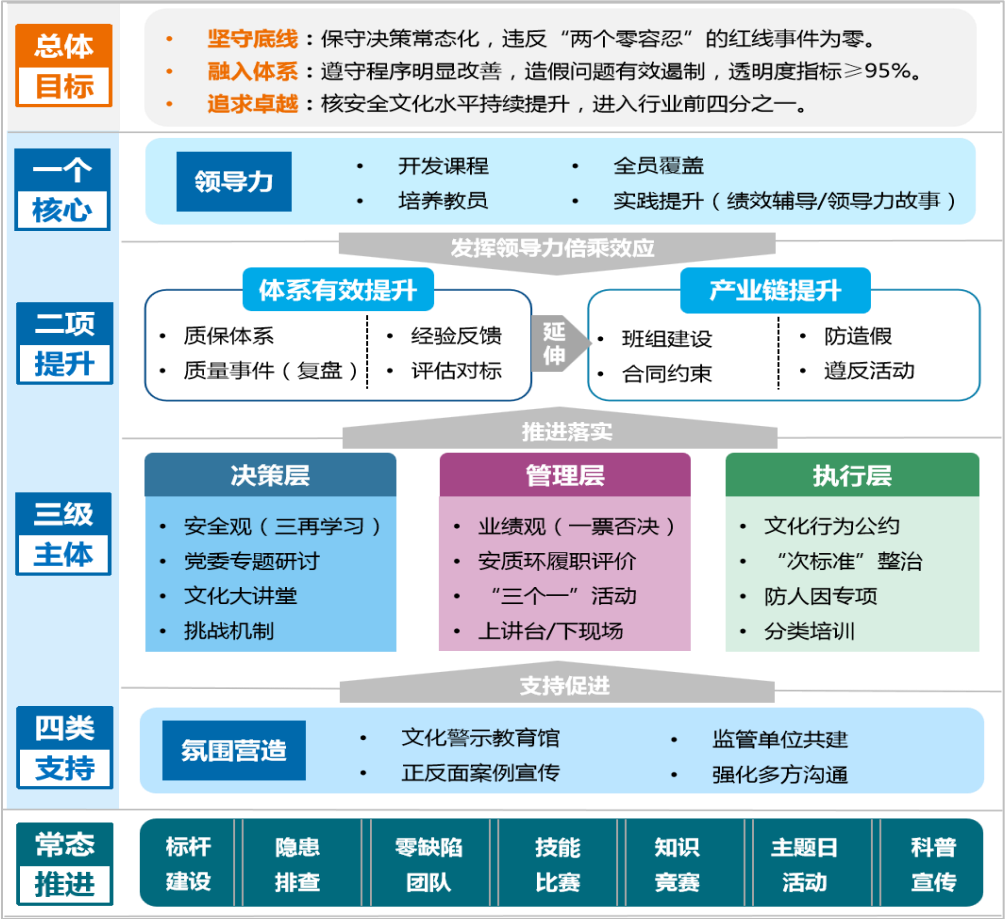 总体
目标
• 坚守底线：保守决策常态化，违反“两个零容忍”的红线事件为零。
• 融入体系：遵守程序明显改善，造假问题有效遏制，透明度指标≥95%。
• 追求卓越：核安全文化水平持续提升，进入行业前四分之一。
一个
核心
领导力
• 开发课程
• 全员覆盖
• 培养教员
• 实践提升（绩效辅导/领导力故事）
发挥领导力倍乘效应
二项
提升
体系有效提升
• 质保体系
• 经验反馈
• 质量事件（复盘）
• 评估对标
延
伸
产业链提升
• 班组建设
• 防造假
• 合同约束
• 遵反活动
推进落实
三级
主体
决策层
• 安全观（三再学习）
• 党委专题研讨
• 文化大讲堂
• 挑战机制
管理层
• 业绩观（一票否决）
• 安质环履职评价
• “三个一”活动
• 上讲台/下现场
执行层
• 文化行为公约
• “次标准”整治
• 防人因专项
• 分类培训
支持促进
四类
支持
氛围营造
• 文化警示教育馆
• 监管单位共建
• 正反面案例宣传
• 强化多方沟通
常态
推进
标杆
建设
隐患
排查
零缺陷
团队
技能
比赛
知识
竞赛
主题日
活动
科普
宣传